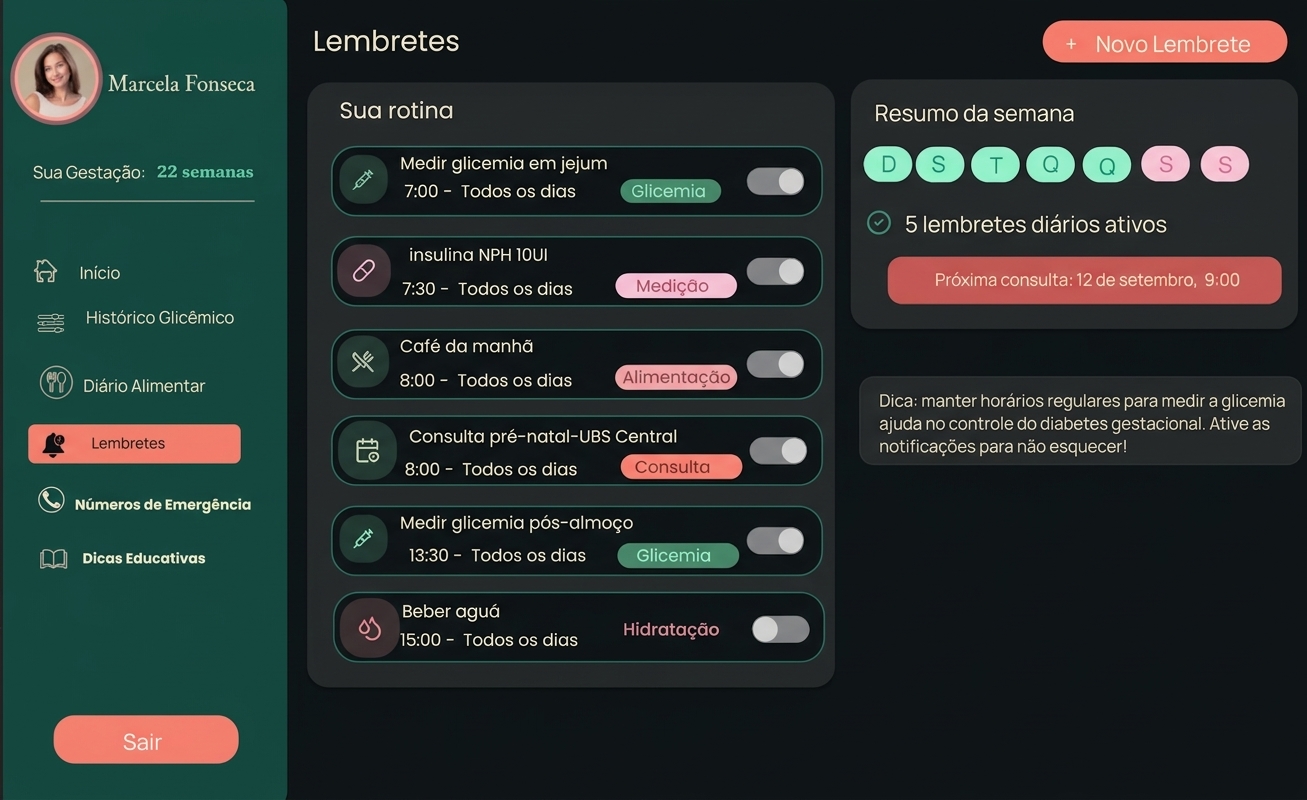 Marcela Fonseca
Sua Gestação: 22 semanas
Início
Histórico Glicêmico
Diário Alimentar
Lembretes
Números de Emergência
Dicas Educativas
Sair
Lembretes
+ Novo Lembrete
Sua rotina
Medir glicemia em jejum
7:00 - Todos os dias Glicemia
insulina NPH 10UI
7:30 - Todos os dias Medição
Café da manhã
8:00 - Todos os dias Alimentação
Consulta pré-natal-UBS Central
8:00 - Todos os dias Consulta
Medir glicemia pós-almoço
13:30 - Todos os dias Glicemia
Beber aguá
15:00 - Todos os dias Hidratação
Resumo da semana
D S T Q Q S S
5 lembretes diários ativos
Próxima consulta: 12 de setembro, 9:00
Dica: manter horários regulares para medir a glicemia
ajuda no controle do diabetes gestacional. Ative as
notificações para não esquecer!